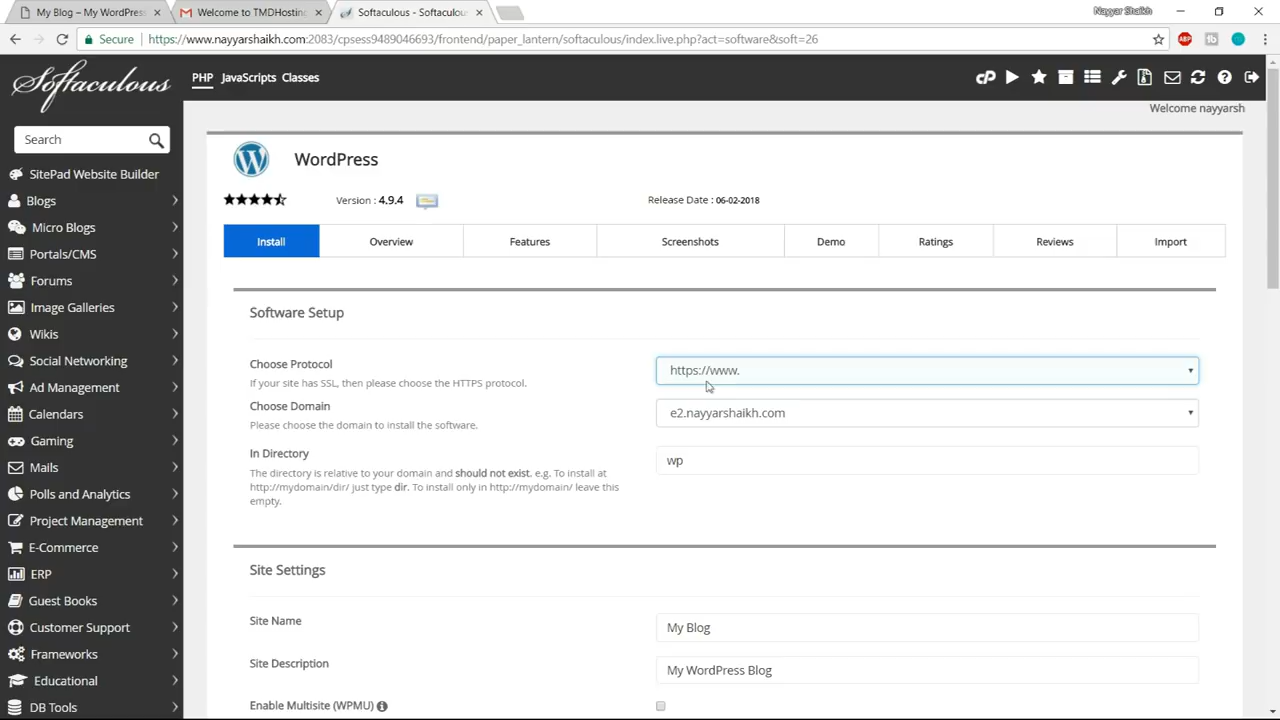 My Blog – My WordPre
Welcome to TMDHosting
Softaculous - Softaculou
Nayyar Shaikh
Secure
https://www.nayyarshaikh.com:2083/cpsess9489046693/frontend/paper_lantern/softaculous/index.live.php?act=software&soft=26
Softaculous
PHP JavaScripts Classes
Welcome nayyarsh
Search
SitePad Website Builder
Blogs
Micro Blogs
Portals/CMS
Forums
Image Galleries
Wikis
Social Networking
Ad Management
Calendars
Gaming
Mails
Polls and Analytics
Project Management
E-Commerce
ERP
Guest Books
Customer Support
Frameworks
Educational
DB Tools
WordPress
Version : 4.9.4
Release Date : 06-02-2018
Install Overview Features Screenshots Demo Ratings Reviews Import
Software Setup
Choose Protocol
If your site has SSL, then please choose the HTTPS protocol.
https://www.
Choose Domain
Please choose the domain to install the software.
e2.nayyarshaikh.com
In Directory
The directory is relative to your domain and should not exist. e.g. To install at
http://mydomain/dir/ just type dir. To install only in http://mydomain/ leave this
empty.
wp
Site Settings
Site Name
My Blog
Site Description
My WordPress Blog
Enable Multisite (WPMU)